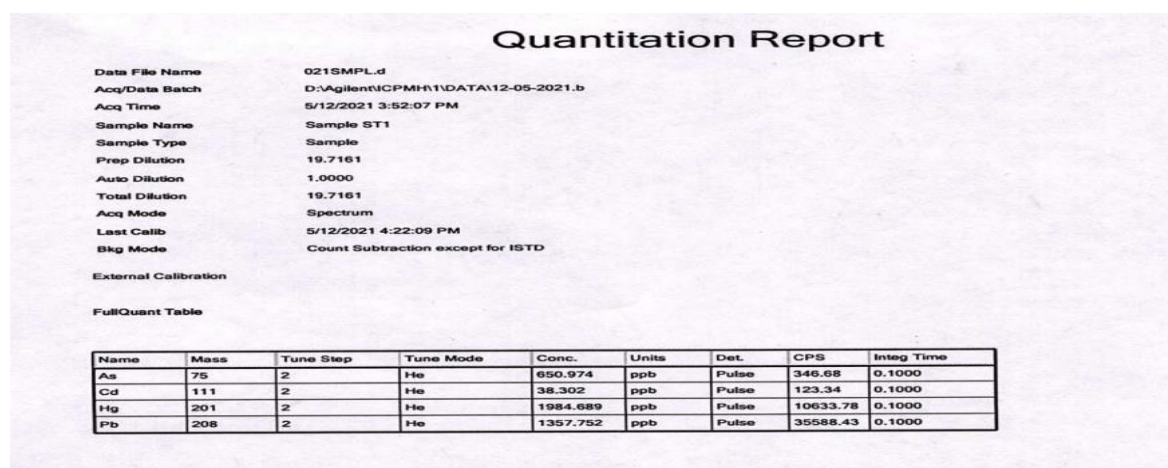 Quantitation Report
Data File Name 021SMPL.d
Acq/Data Batch D:\Agilent\ICPMH\1\DATA\12-05-2021.b
Acq Time 5/12/2021 3:52:07 PM
Sample Name Sample ST1
Sample Type Sample
Prep Dilution 19.7161
Auto Dilution 1.0000
Total Dilution 19.7161
Acq Mode Spectrum
Last Calib 5/12/2021 4:22:09 PM
Bkg Mode Count Subtraction except for ISTD
External Calibration
FullQuant Table
Name Mass Tune Step Tune Mode Conc. Units Det. CPS Integ Time
As 75 2 He 650.974 ppb Pulse 346.68 0.1000
Cd 111 2 He 38.302 ppb Pulse 123.34 0.1000
Hg 201 2 He 1984.689 ppb Pulse 10633.78 0.1000
Pb 208 2 He 1357.752 ppb Pulse 35588.43 0.1000